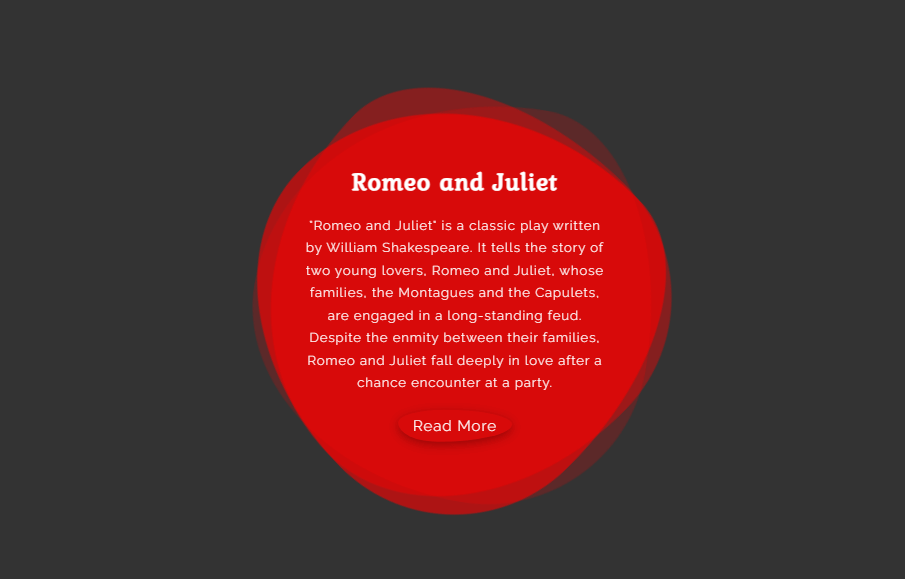 Romeo and Juliet
"Romeo and Juliet" is a classic play written
by William Shakespeare. It tells the story of
two young lovers, Romeo and Juliet, whose
families, the Montagues and the Capulets,
are engaged in a long-standing feud.
Despite the enmity between their families,
Romeo and Juliet fall deeply in love after a
chance encounter at a party.
Read More